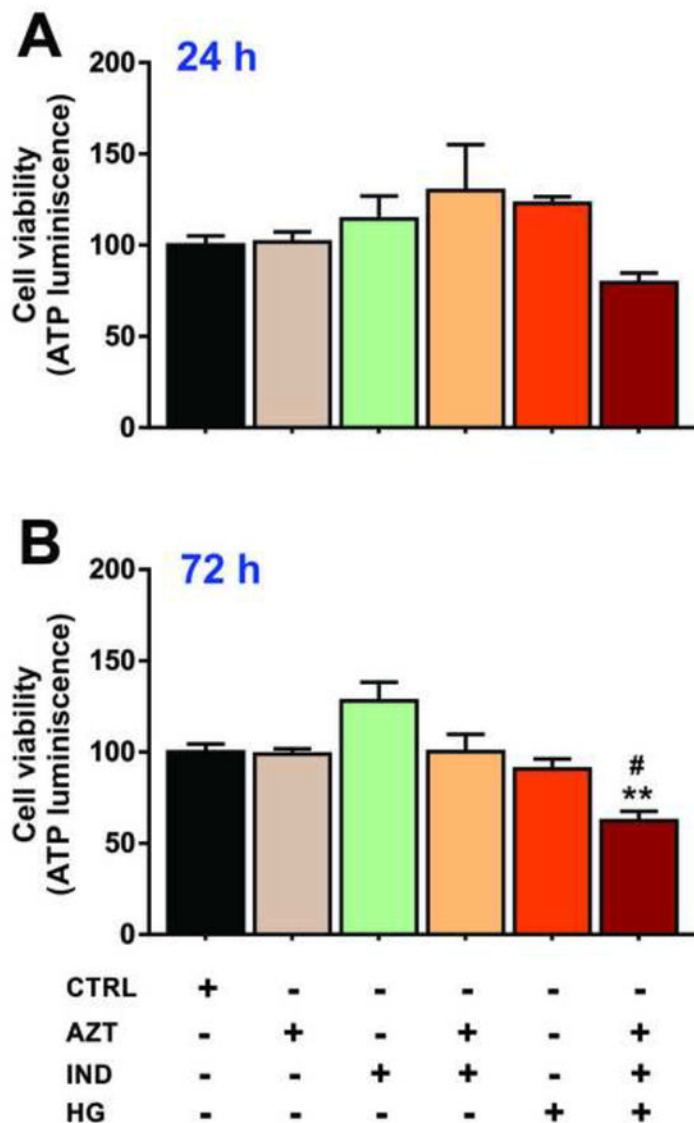 A
24 h
Cell viability
(ATP luminiscence)
200
150
100
50
0
B
72 h
Cell viability
(ATP luminiscence)
200
150
100
50
0
#
**
CTRL + - - - - -
AZT - + - + - +
IND - - + + - +
HG - - - - + +